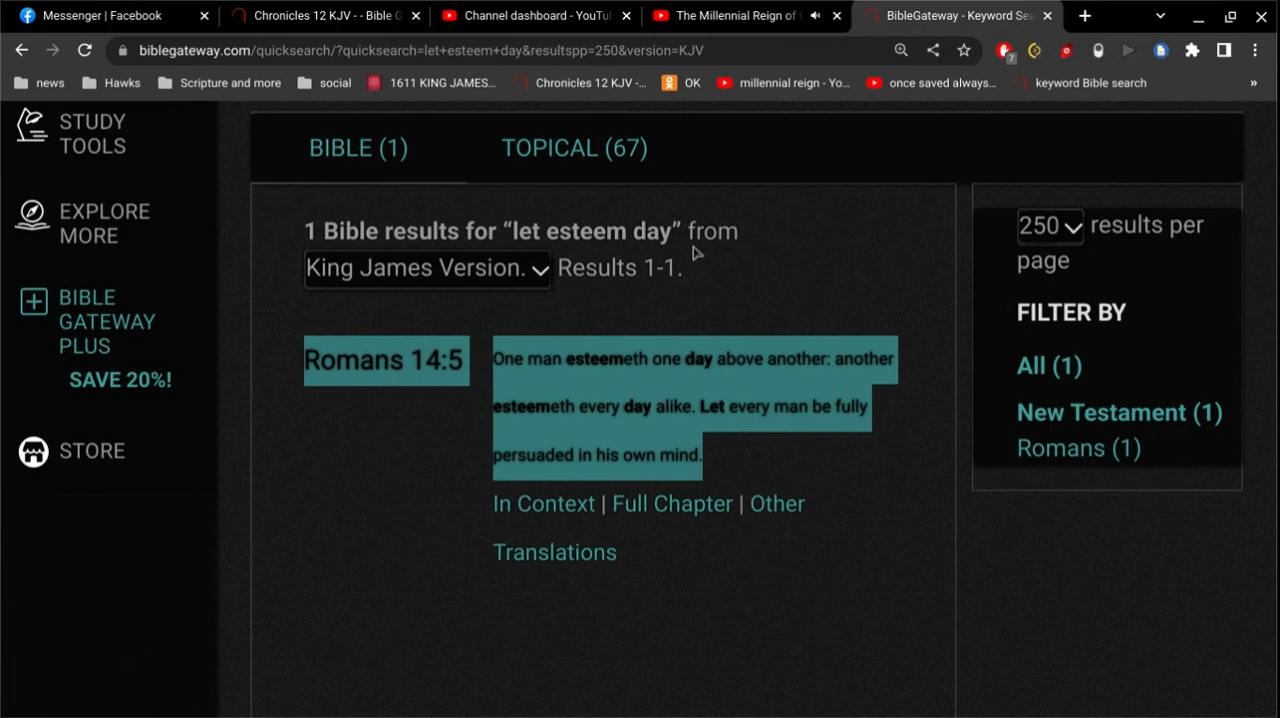 Messenger | Facebook
Chronicles 12 KJV - - Bible G
Channel dashboard - YouTu
The Millennial Reign of
BibleGateway - Keyword Sea
biblegateway.com/quicksearch/?quicksearch=let+esteem+day&resultspp=250&version=KJV
7
news
Hawks
Scripture and more
social
1611 KING JAMES...
Chronicles 12 KJV -...
OK
millennial reign - Yo...
once saved always...
keyword Bible search
»
STUDY
TOOLS
EXPLORE
MORE
BIBLE
GATEWAY
PLUS
SAVE 20%!
STORE
BIBLE (1)
TOPICAL (67)
1 Bible results for “let esteem day” from
King James Version. Results 1-1.
Romans 14:5
One man esteemeth one day above another: another
esteemeth every day alike. Let every man be fully
persuaded in his own mind.
In Context | Full Chapter | Other
Translations
250 results per
page
FILTER BY
All (1)
New Testament (1)
Romans (1)